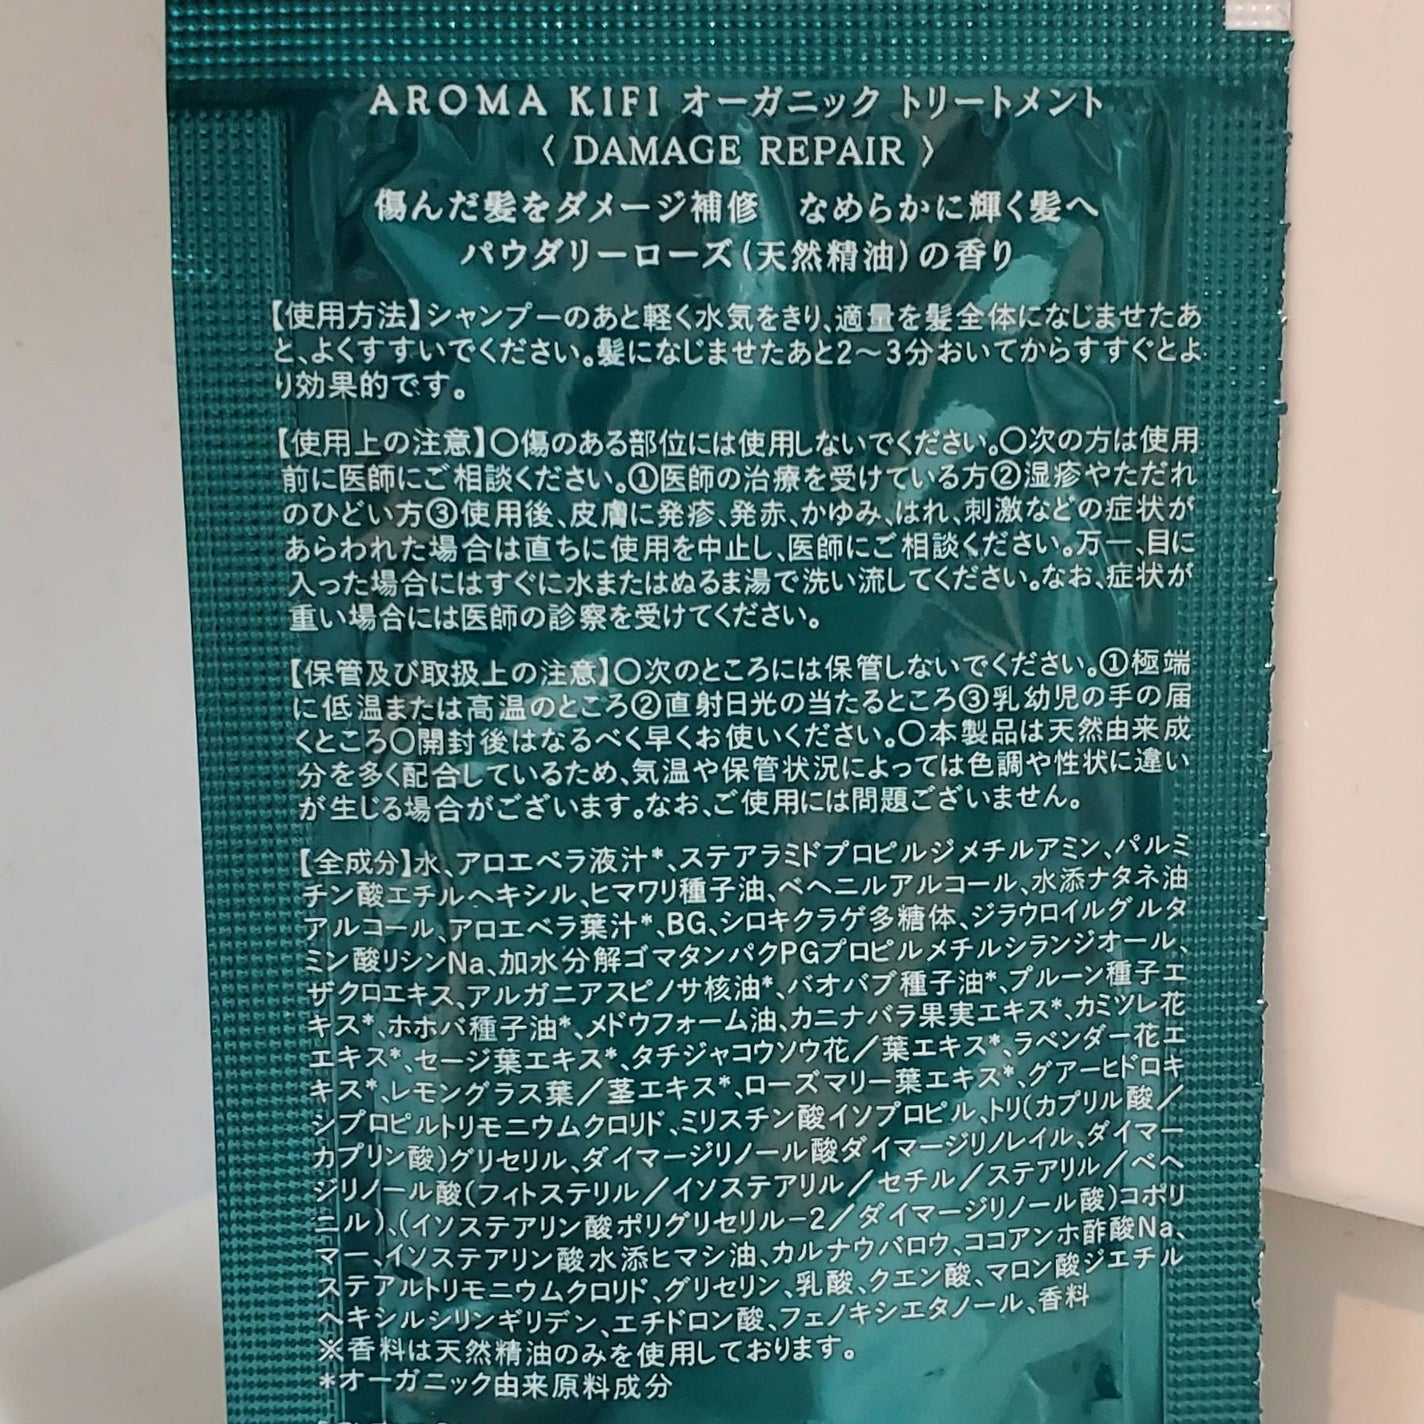 AROMA KIFI オーガニック トリートメント
〈 DAMAGE REPAIR 〉
傷んだ髪をダメージ補修　なめらかに輝く髪へ
パウダリーローズ(天然精油)の香り
【使用方法】シャンプーのあと軽く水気をきり、適量を髪全体になじませたあ
と、よくすすいでください。髪になじませたあと2〜3分おいてからすすぐとよ
り効果的です。
【使用上の注意】〇傷のある部位には使用しないでください。〇次の方は使用
前に医師にご相談ください。①医師の治療を受けている方②湿疹やただれ
のひどい方③使用後、皮膚に発疹、発赤、かゆみ、はれ、刺激などの症状が
あらわれた場合は直ちに使用を中止し、医師にご相談ください。万一、目に
入った場合にはすぐに水またはぬるま湯で洗い流してください。なお、症状が
重い場合には医師の診察を受けてください。
【保管及び取扱上の注意】〇次のところには保管しないでください。①極端
に低温または高温のところ②直射日光の当たるところ③乳幼児の手の届
くところ〇開封後はなるべく早くお使いください。〇本製品は天然由来成
分を多く配合しているため、気温や保管状況によっては色調や性状に違い
が生じる場合がございます。なお、ご使用には問題ございません。
【全成分】水、アロエベラ液汁*、ステアラミドプロピルジメチルアミン、パルミ
チン酸エチルヘキシル、ヒマワリ種子油、ベヘニルアルコール、水添ナタネ油
アルコール、アロエベラ葉汁*、BG、シロキクラゲ多糖体、ジラウロイルグルタ
ミン酸リシンNa、加水分解ゴマタンパクPGプロピルメチルシランジオール、
ザクロエキス、アルガニアスピノサ核油*、バオバブ種子油*、プルーン種子エ
キス*、ホホバ種子油*、メドウフォーム油、カニナバラ果実エキス*、カミツレ花
エキス*、セージ葉エキス*、タチジャコウソウ花／葉エキス*、ラベンダー花エ
キス*、レモングラス葉／茎エキス*、ローズマリー葉エキス*、グアーヒドロキ
シプロピルトリモニウムクロリド、ミリスチン酸イソプロピル、トリ(カプリル酸／
カプリン酸)グリセリル、ダイマージリノール酸ダイマージリノレイル、ダイマー
ジリノール酸(フィトステリル／イソステアリル／セチル／ステアリル／ベヘ
ニル)、(イソステアリン酸ポリグリセリル−2／ダイマージリノール酸)コポリ
マー、イソステアリン酸水添ヒマシ油、カルナウバロウ、ココアンホ酢酸Na、
ステアルトリモニウムクロリド、グリセリン、乳酸、クエン酸、マロン酸ジエチル
ヘキシルシリンギリデン、エチドロン酸、フェノキシエタノール、香料
※香料は天然精油のみを使用しております。
*オーガニック由来原料成分